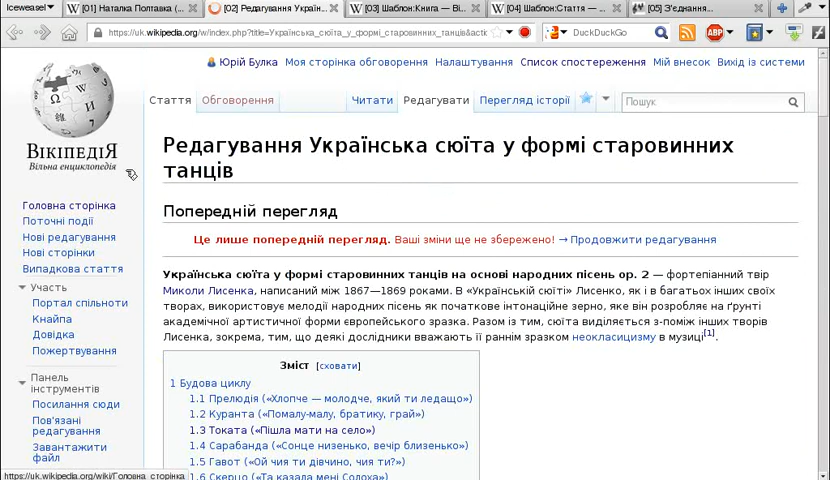 Iceweasel
[01] Наталка Полтавка (...
[02] Редагування Україн...
[03] Шаблон:Книга — Ві...
[04] Шаблон:Стаття — ...
[05] З'єднання...
https://uk.wikipedia.org/w/index.php?title=Українська_сюїта_у_формі_старовинних_танців&actic
DuckDuckGo
ABP
Юрій Булка Моя сторінка обговорення Налаштування Список спостереження Мій внесок Вихід із системи
Стаття Обговорення Читати Редагувати Перегляд історії Пошук
ВікіпедіЯ
Вільна енциклопедія
Головна сторінка
Поточні події
Нові редагування
Нові сторінки
Випадкова стаття
Участь
Портал спільноти
Кнайпа
Довідка
Пожертвування
Панель
інструментів
Посилання сюди
Пов'язані
редагування
Завантажити
файл
https://uk.wikipedia.org/wiki/Головна_сторінка
Редагування Українська сюїта у формі старовинних
танців
Попередній перегляд
Це лише попередній перегляд. Ваші зміни ще не збережено! → Продовжити редагування
Українська сюїта у формі старовинних танців на основі народних пісень ор. 2 — фортепіанний твір
Миколи Лисенка, написаний між 1867—1869 роками. В «Українській сюїті» Лисенко, як і в багатьох інших своїх
творах, використовує мелодії народних пісень як початкове інтонаційне зерно, яке він розробляє на ґрунті
академічної артистичної форми європейського зразка. Разом із тим, сюїта виділяється з-поміж інших творів
Лисенка, зокрема, тим, що деякі дослідники вважають її раннім зразком неокласицизму в музиці[1].
Зміст [сховати]
1 Будова циклу
1.1 Прелюдія («Хлопче — молодче, який ти ледащо»)
1.2 Куранта («Помалу-малу, братику, грай»)
1.3 Токата («Пішла мати на село»)
1.4 Сарабанда («Сонце низенько, вечір близенько»)
1.5 Гавот («Ой чия ти дівчино, чия ти?»)
1.6 Скерцо («Та казала мені Солоха»)